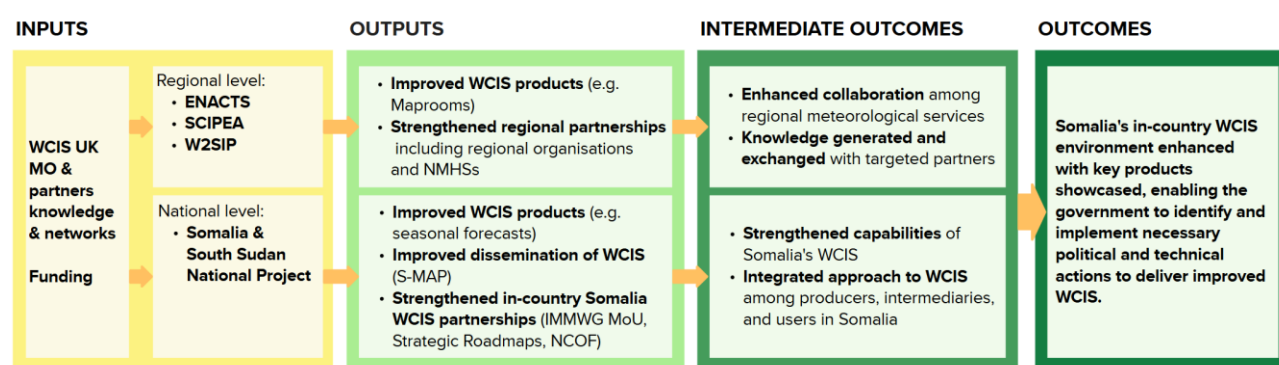 INPUTS
WCIS UK
MO &
partners
knowledge
& networks
Funding
Regional level:
• ENACTS
• SCIPEA
• W2SIP
National level:
• Somalia &
South Sudan
National Project
OUTPUTS
• Improved WCIS products (e.g.
Maprooms)
• Strengthened regional partnerships
including regional organisations
and NMHSs
• Improved WCIS products (e.g.
seasonal forecasts)
• Improved dissemination of WCIS
(S-MAP)
• Strengthened in-country Somalia
WCIS partnerships (IMMWG MoU,
Strategic Roadmaps, NCOF)
INTERMEDIATE OUTCOMES
• Enhanced collaboration among
regional meteorological services
• Knowledge generated and
exchanged with targeted partners
• Strengthened capabilities of
Somalia's WCIS
• Integrated approach to WCIS
among producers, intermediaries,
and users in Somalia
OUTCOMES
Somalia's in-country WCIS
environment enhanced
with key products
showcased, enabling the
government to identify and
implement necessary
political and technical
actions to deliver improved
WCIS.